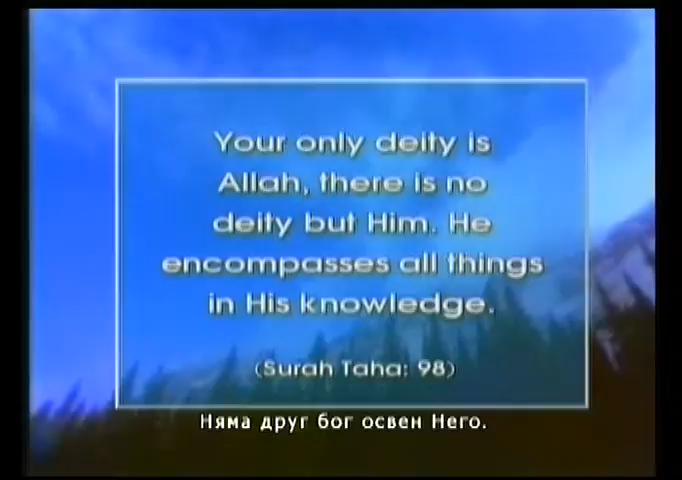 Your only deity is
Allah, there is no
deity but Him. He
encompasses all things
in His knowledge.
(Surah Taha: 98)
Няма друг бог освен Него.